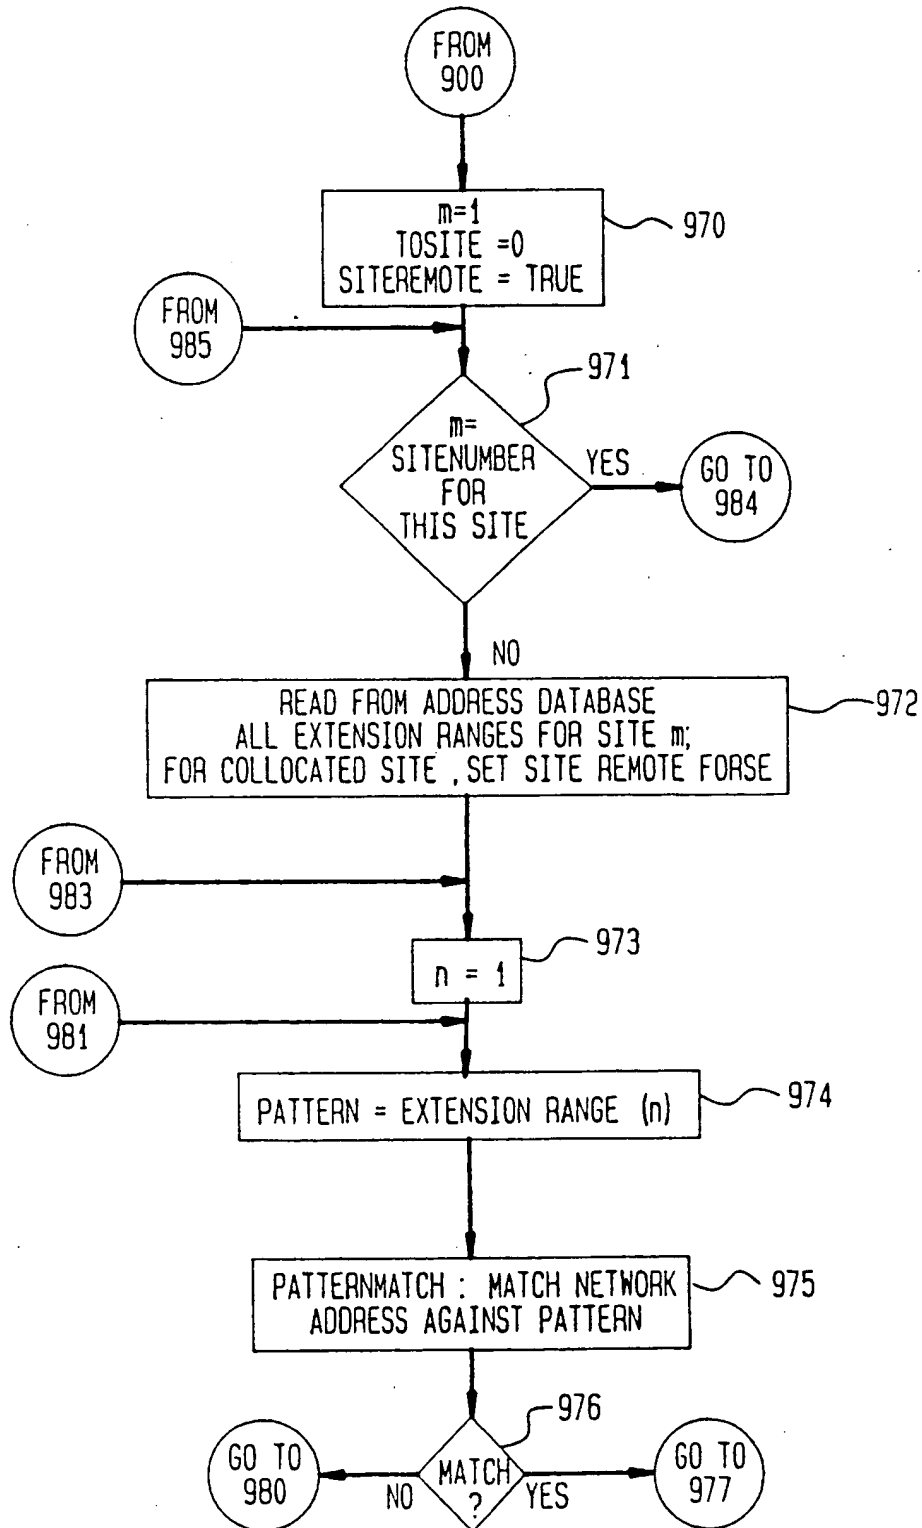 FROM
900
m=1
TOSITE =0
SITEREMOTE = TRUE
970
FROM
985
971
m=
SITENUMBER
FOR
THIS SITE
YES
GO TO
984
NO
READ FROM ADDRESS DATABASE
ALL EXTENSION RANGES FOR SITE m;
FOR COLLOCATED SITE , SET SITE REMOTE FORSE
972
FROM
983
973
n = 1
FROM
981
PATTERN = EXTENSION RANGE (n)
974
PATTERNMATCH : MATCH NETWORK
ADDRESS AGAINST PATTERN
975
976
MATCH
?
NO
YES
GO TO
980
GO TO
977